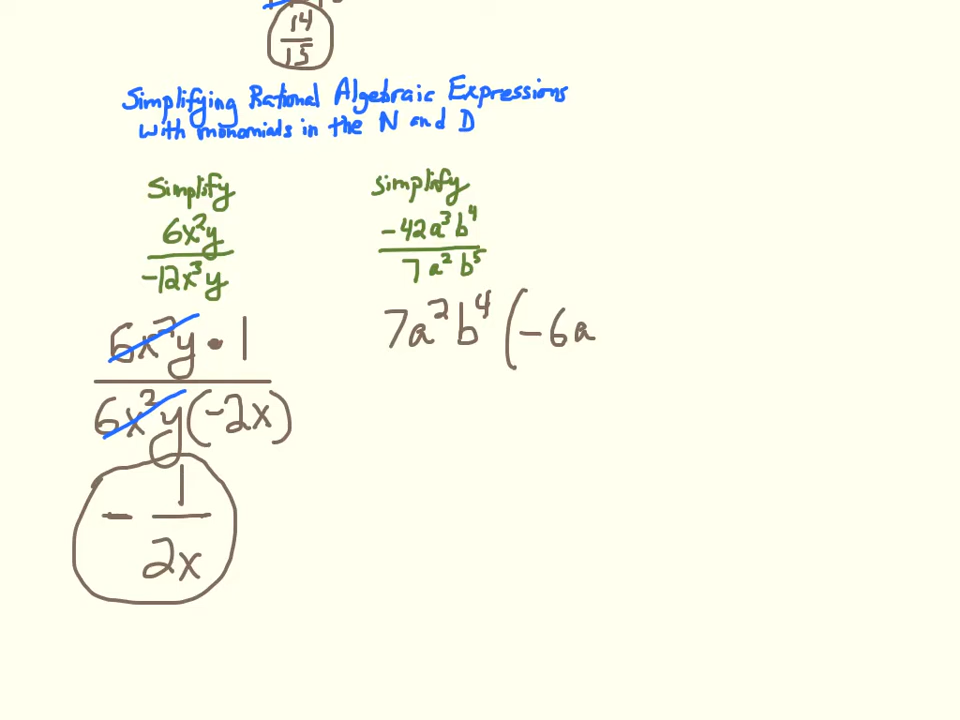 14
15
Simplifying Rational Algebraic Expressions
with monomials in the N and D
Simplify
6x²y
-12x³y
simplify
-42a³b⁴
7a²b⁵
6x²y · 1
6x²y(-2x)
- 1
2x
7a²b⁴(-6a